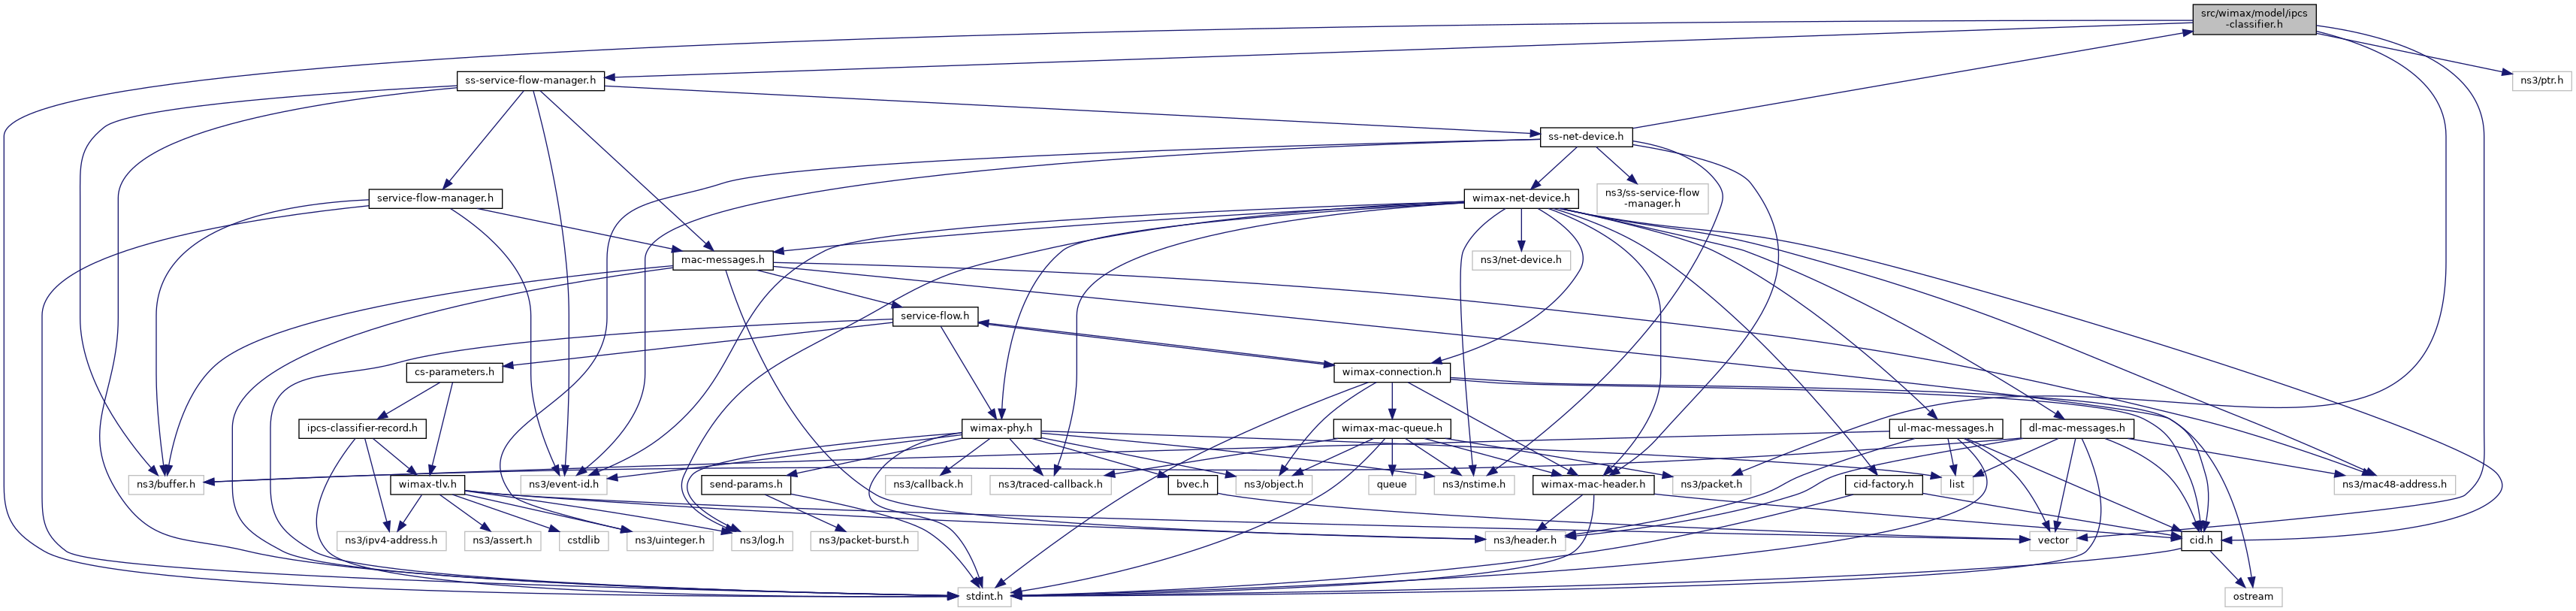 src/wimax/model/ipcs
-classifier.h
ss-service-flow-manager.h
ns3/ptr.h
ss-net-device.h
service-flow-manager.h
wimax-net-device.h
ns3/ss-service-flow
-manager.h
mac-messages.h
ns3/net-device.h
service-flow.h
cs-parameters.h
wimax-connection.h
ipcs-classifier-record.h
wimax-phy.h
wimax-mac-queue.h
ul-mac-messages.h
dl-mac-messages.h
ns3/buffer.h
wimax-tlv.h
ns3/event-id.h
send-params.h
ns3/callback.h
ns3/traced-callback.h
bvec.h
ns3/object.h
queue
ns3/nstime.h
wimax-mac-header.h
ns3/packet.h
cid-factory.h
list
ns3/mac48-address.h
ns3/ipv4-address.h
ns3/assert.h
cstdlib
ns3/uinteger.h
ns3/log.h
ns3/packet-burst.h
ns3/header.h
vector
cid.h
stdint.h
ostream